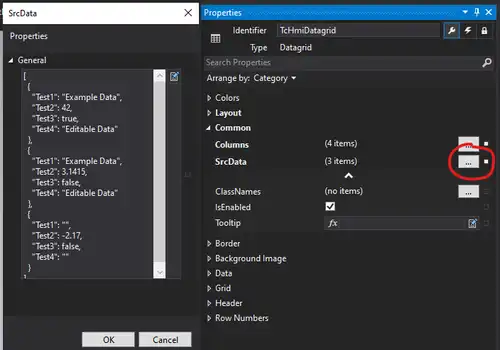 SrcData
Properties
General
[
{
"Test1": "Example Data",
"Test2": 42,
"Test3": true,
"Test4": "Editable Data"
},
{
"Test1": "Example Data",
"Test2": 3.1415,
"Test3": false,
"Test4": "Editable Data"
},
{
"Test1": "",
"Test2": -2.17,
"Test3": false,
"Test4": ""
}
OK Cancel
Properties
Identifier TcHmiDatagrid
Type Datagrid
Search Properties
Arrange by: Category
Colors
Layout
Common
Columns (4 items) ...
SrcData (3 items) ...
ClassNames (no items) ...
IsEnabled
Tooltip fx
Border
Background Image
Data
Grid
Header
Row Numbers